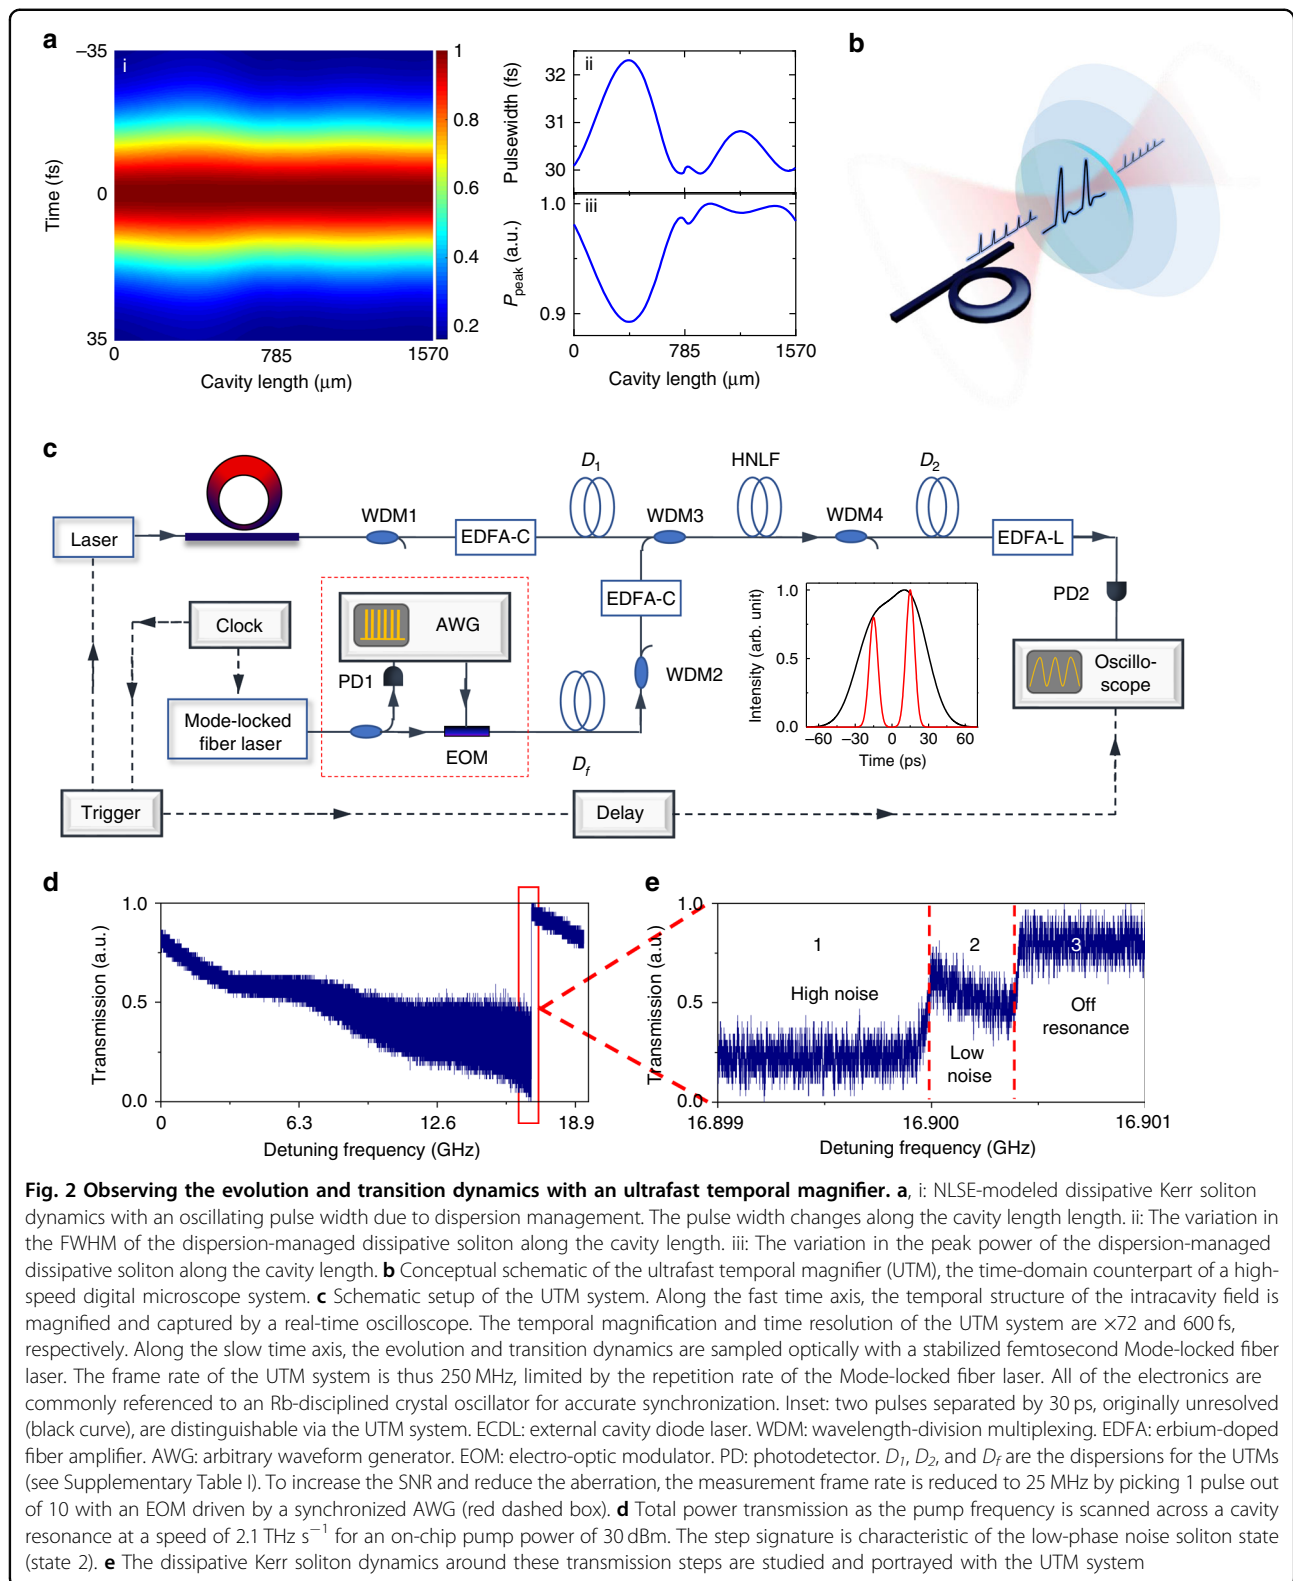 a
b
i
−35
0
35
Time (fs)
0
785
1570
Cavity length (μm)
1
0.8
0.6
0.4
0.2
ii
32
31
30
Pulsewidth (fs)
iii
1.0
0.9
Ppeak (a.u.)
0
785
1570
Cavity length (μm)
c
Laser
WDM1
EDFA-C
D1
WDM3
HNLF
WDM4
D2
EDFA-L
PD2
Clock
AWG
PD1
EOM
Mode-locked
fiber laser
Df
WDM2
EDFA-C
Intensity (arb. unit)
1.0
0.5
0.0
−60
−30
0
30
60
Time (ps)
Oscillo-
scope
Trigger
Delay
d
Transmission (a.u.)
1.0
0.5
0.0
0
6.3
12.6
18.9
Detuning frequency (GHz)
e
Transmission (a.u.)
1.0
0.5
0.0
1
2
3
High noise
Low
noise
Off
resonance
16.899
16.900
16.901
Detuning frequency (GHz)
Fig. 2 Observing the evolution and transition dynamics with an ultrafast temporal magnifier. a, i: NLSE-modeled dissipative Kerr soliton
dynamics with an oscillating pulse width due to dispersion management. The pulse width changes along the cavity length length. ii: The variation in
the FWHM of the dispersion-managed dissipative soliton along the cavity length. iii: The variation in the peak power of the dispersion-managed
dissipative soliton along the cavity length. b Conceptual schematic of the ultrafast temporal magnifier (UTM), the time-domain counterpart of a high-
speed digital microscope system. c Schematic setup of the UTM system. Along the fast time axis, the temporal structure of the intracavity field is
magnified and captured by a real-time oscilloscope. The temporal magnification and time resolution of the UTM system are ×72 and 600 fs,
respectively. Along the slow time axis, the evolution and transition dynamics are sampled optically with a stabilized femtosecond Mode-locked fiber
laser. The frame rate of the UTM system is thus 250 MHz, limited by the repetition rate of the Mode-locked fiber laser. All of the electronics are
commonly referenced to an Rb-disciplined crystal oscillator for accurate synchronization. Inset: two pulses separated by 30 ps, originally unresolved
(black curve), are distinguishable via the UTM system. ECDL: external cavity diode laser. WDM: wavelength-division multiplexing. EDFA: erbium-doped
fiber amplifier. AWG: arbitrary waveform generator. EOM: electro-optic modulator. PD: photodetector. D1, D2, and Df are the dispersions for the UTMs
(see Supplementary Table I). To increase the SNR and reduce the aberration, the measurement frame rate is reduced to 25 MHz by picking 1 pulse out
of 10 with an EOM driven by a synchronized AWG (red dashed box). d Total power transmission as the pump frequency is scanned across a cavity
resonance at a speed of 2.1 THz s−1 for an on-chip pump power of 30 dBm. The step signature is characteristic of the low-phase noise soliton state
(state 2). e The dissipative Kerr soliton dynamics around these transmission steps are studied and portrayed with the UTM system